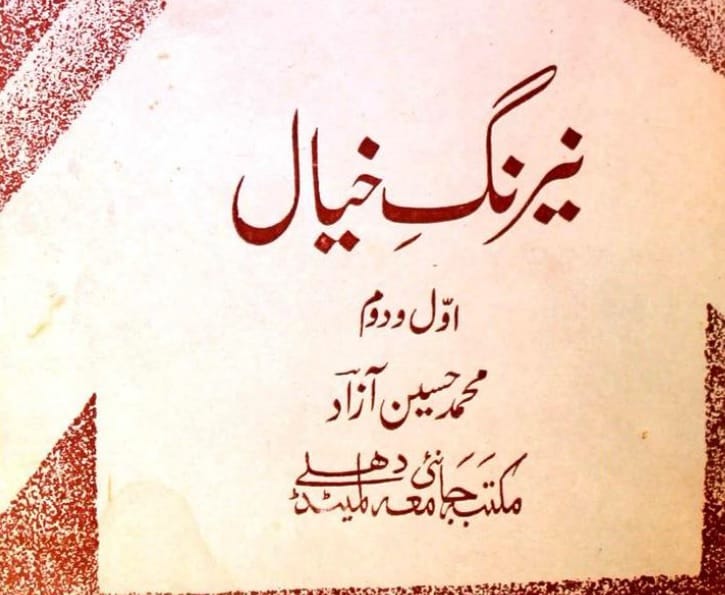 نیرنگِ خیال
اوّل و دوم
محمد حسین آزاد
مکتبہ جامعہ لمیٹڈ نئی دہلی